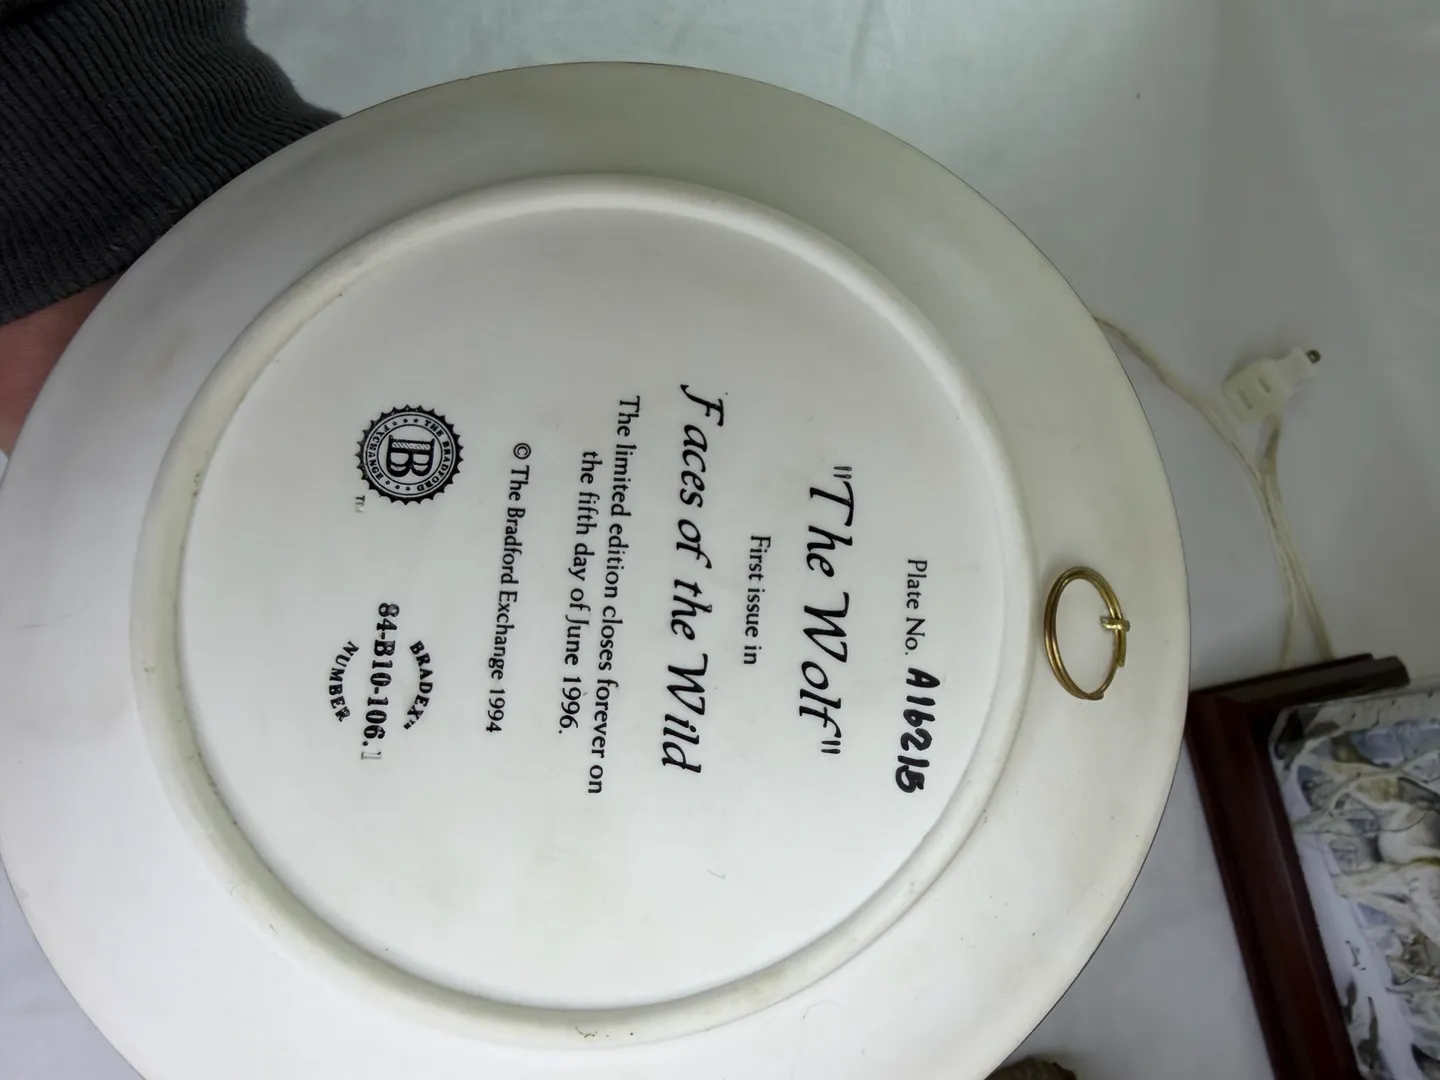 Plate No. A1621B
"The Wolf"
First issue in
Faces of the Wild
The limited edition closes forever on
the fifth day of June 1996.
© The Bradford Exchange 1994
THE BRADFORD
B
EXCHANGE
TM
BRADEX
84-B10-106.1
NUMBER